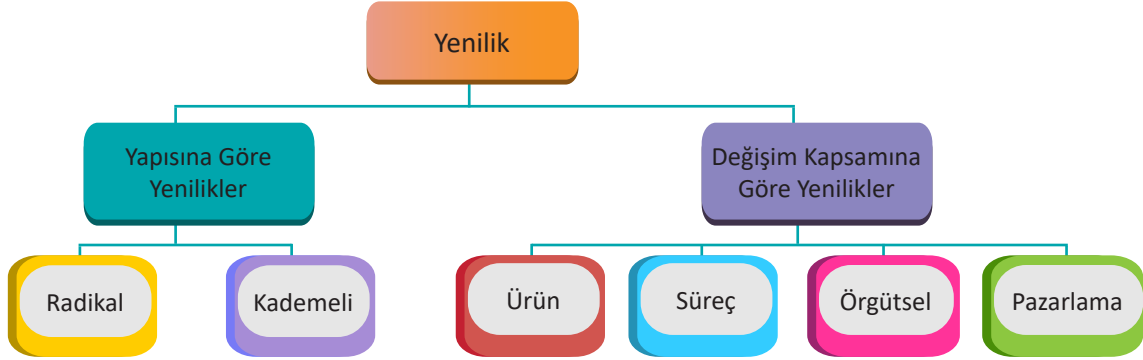 Yenilik
Yapısına Göre
Yenilikler
Değişim Kapsamına
Göre Yenilikler
Radikal
Kademeli
Ürün
Süreç
Örgütsel
Pazarlama